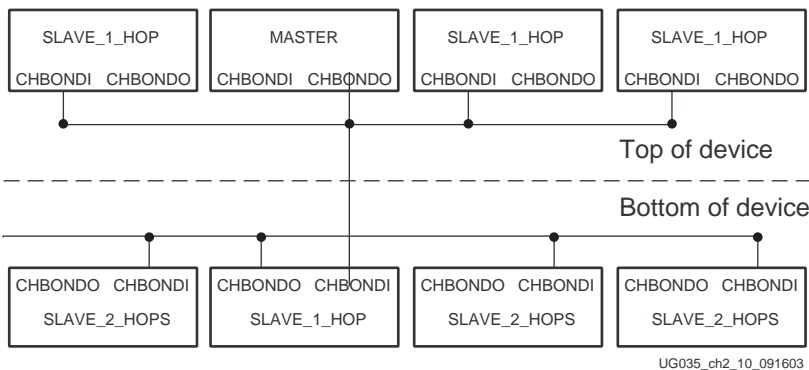 SLAVE_1_HOP MASTER SLAVE_1_HOP SLAVE_1_HOP
CHBONDI CHBONDO CHBONDI CHBONDO CHBONDI CHBONDO CHBONDI CHBONDO
Top of device
Bottom of device
CHBONDO CHBONDI CHBONDO CHBONDI CHBONDO CHBONDI CHBONDO CHBONDI
SLAVE_2_HOPS SLAVE_1_HOP SLAVE_2_HOPS SLAVE_2_HOPS
UG035_ch2_10_091603